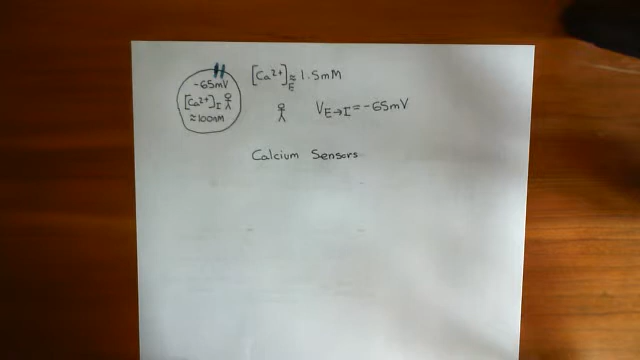 -65mV
[Ca²⁺]I
≈100nM
[Ca²⁺]E ≈ 1.5mM
VE→I = -65mV
Calcium Sensors